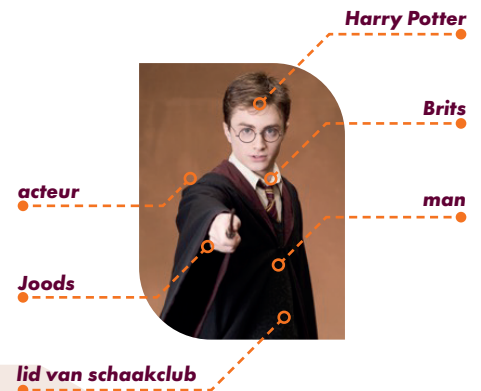 Harry Potter
Brits
acteur
man
Joods
lid van schaakclub